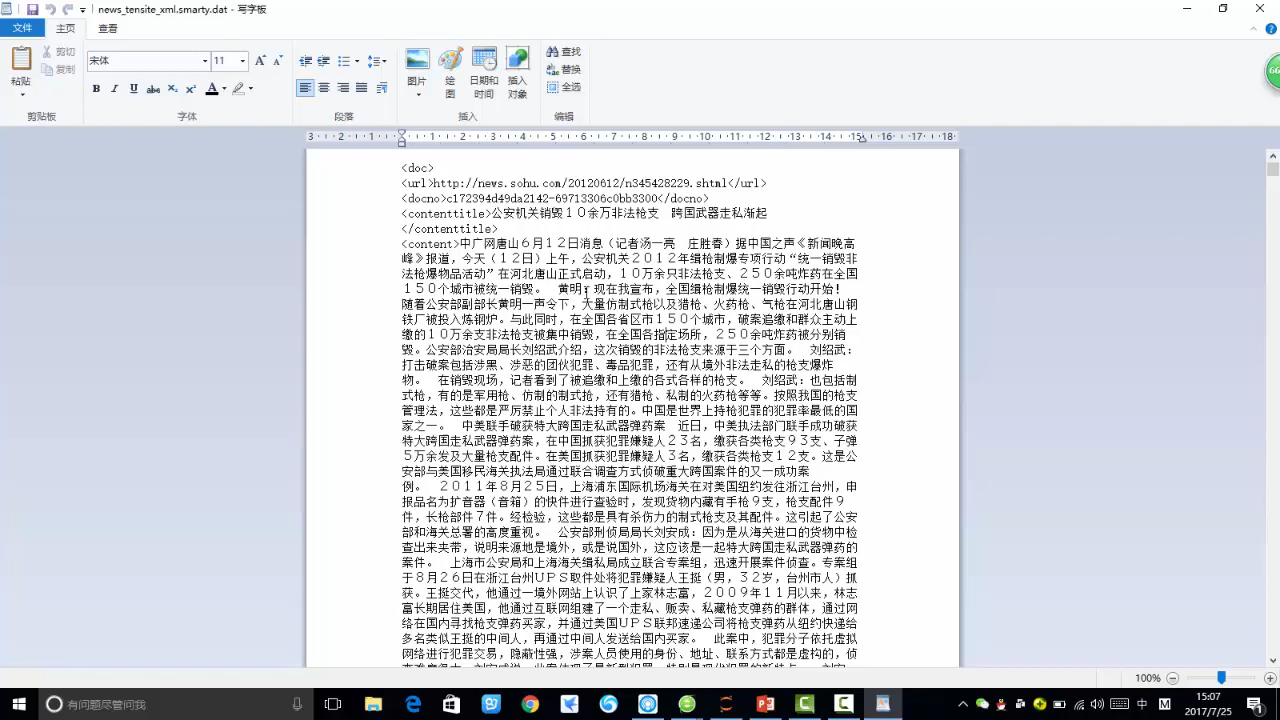 news_tensite_xml.smarty.dat - 写字板
文件
主页
查看
粘贴
剪切
复制
剪贴板
宋体
11
字体
段落
图片
绘图
日期和时间
插入对象
插入
查找
替换
全选
编辑
66
3 2 1 1 2 3 4 5 6 7 8 9 10 11 12 13 14 15 16 17 18
<doc>
<url>http://news.sohu.com/20120612/n345428229.shtml</url>
<docno>c172394d49da2142-69713306c0bb3300</docno>
<contenttitle>公安机关销毁１０余万非法枪支　跨国武器走私渐起
</contenttitle>
<content>中广网唐山６月１２日消息（记者汤一亮　庄胜春）据中国之声《新闻晚高
峰》报道，今天（１２日）上午，公安机关２０１２年缉枪制爆专项行动“统一销毁非
法枪爆物品活动”在河北唐山正式启动，１０万余只非法枪支、２５０余吨炸药在全国
１５０个城市被统一销毁。　黄明：现在我宣布，全国缉枪制爆统一销毁行动开始！
随着公安部副部长黄明一声令下，大量仿制式枪以及猎枪、火药枪、气枪在河北唐山钢
铁厂被投入炼钢炉。与此同时，在全国各省区市１５０个城市，破案追缴和群众主动上
缴的１０万余支非法枪支被集中销毁，在全国各指定场所，２５０余吨炸药被分别销
毁。公安部治安局局长刘绍武介绍，这次销毁的非法枪支来源于三个方面。　刘绍武：
打击破案包括涉黑、涉恶的团伙犯罪、毒品犯罪，还有从境外非法走私的枪支爆炸
物。　在销毁现场，记者看到了被追缴和上缴的各式各样的枪支。　刘绍武：也包括制
式枪，有的是军用枪、仿制的制式抢，还有猎枪、私制的火药枪等等。按照我国的枪支
管理法，这些都是严厉禁止个人非法持有的。中国是世界上持枪犯罪的犯罪率最低的国
家之一。　中美联手破获特大跨国走私武器弹药案　近日，中美执法部门联手成功破获
特大跨国走私武器弹药案，在中国抓获犯罪嫌疑人２３名，缴获各类枪支９３支、子弹
５万余发及大量枪支配件。在美国抓获犯罪嫌疑人３名，缴获各类枪支１２支。这是公
安部与美国移民海关执法局通过联合调查方式侦破重大跨国案件的又一成功案
例。　２０１１年８月２５日，上海浦东国际机场海关在对美国纽约发往浙江台州，申
报品名为扩音器（音箱）的快件进行查验时，发现货物内藏有手枪９支，枪支配件９
件，长枪部件７件。经检验，这些都是具有杀伤力的制式枪支及其配件。这引起了公安
部和海关总署的高度重视。　公安部刑侦局局长刘安成：因为是从海关进口的货物中检
查出来夹带，说明来源地是境外，或是说国外，这应该是一起特大跨国走私武器弹药的
案件。　上海市公安局和上海海关缉私局成立联合专案组，迅速开展案件侦查。专案组
于８月２６日在浙江台州ＵＰＳ取件处将犯罪嫌疑人王挺（男，３２岁，台州市人）抓
获。王挺交代，他通过一境外网站上认识了上家林志富，２００９年１１月以来，林志
富长期居住美国，他通过互联网组建了一个走私、贩卖、私藏枪支弹药的群体，通过网
络在国内寻找枪支弹药买家，并通过美国ＵＰＳ联邦速递公司将枪支弹药从纽约快递给
多名类似王挺的中间人，再通过中间人发送给国内买家。　此案中，犯罪分子依托虚拟
网络进行犯罪交易，隐蔽性强，涉案人员使用的身份、地址、联系方式都是虚构的，侦
100%
有问题尽管问我
中
M
15:07
2017/7/25